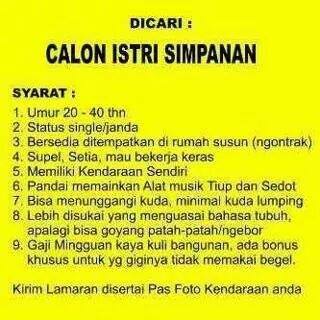 DICARI :
CALON ISTRI SIMPANAN
SYARAT :
1. Umur 20 - 40 thn
2. Status single/janda
3. Bersedia ditempatkan di rumah susun (ngontrak)
4. Supel, Setia, mau bekerja keras
5. Memiliki Kendaraan Sendiri
6. Pandai memainkan Alat musik Tiup dan Sedot
7. Bisa menunggangi kuda, minimal kuda lumping
8. Lebih disukai yang menguasai bahasa tubuh,
apalagi bisa goyang patah-patah/ngebor
9. Gaji Mingguan kaya kuli bangunan, ada bonus
khusus untuk yg giginya tidak memakai begel.
Kirim Lamaran disertai Pas Foto Kendaraan anda